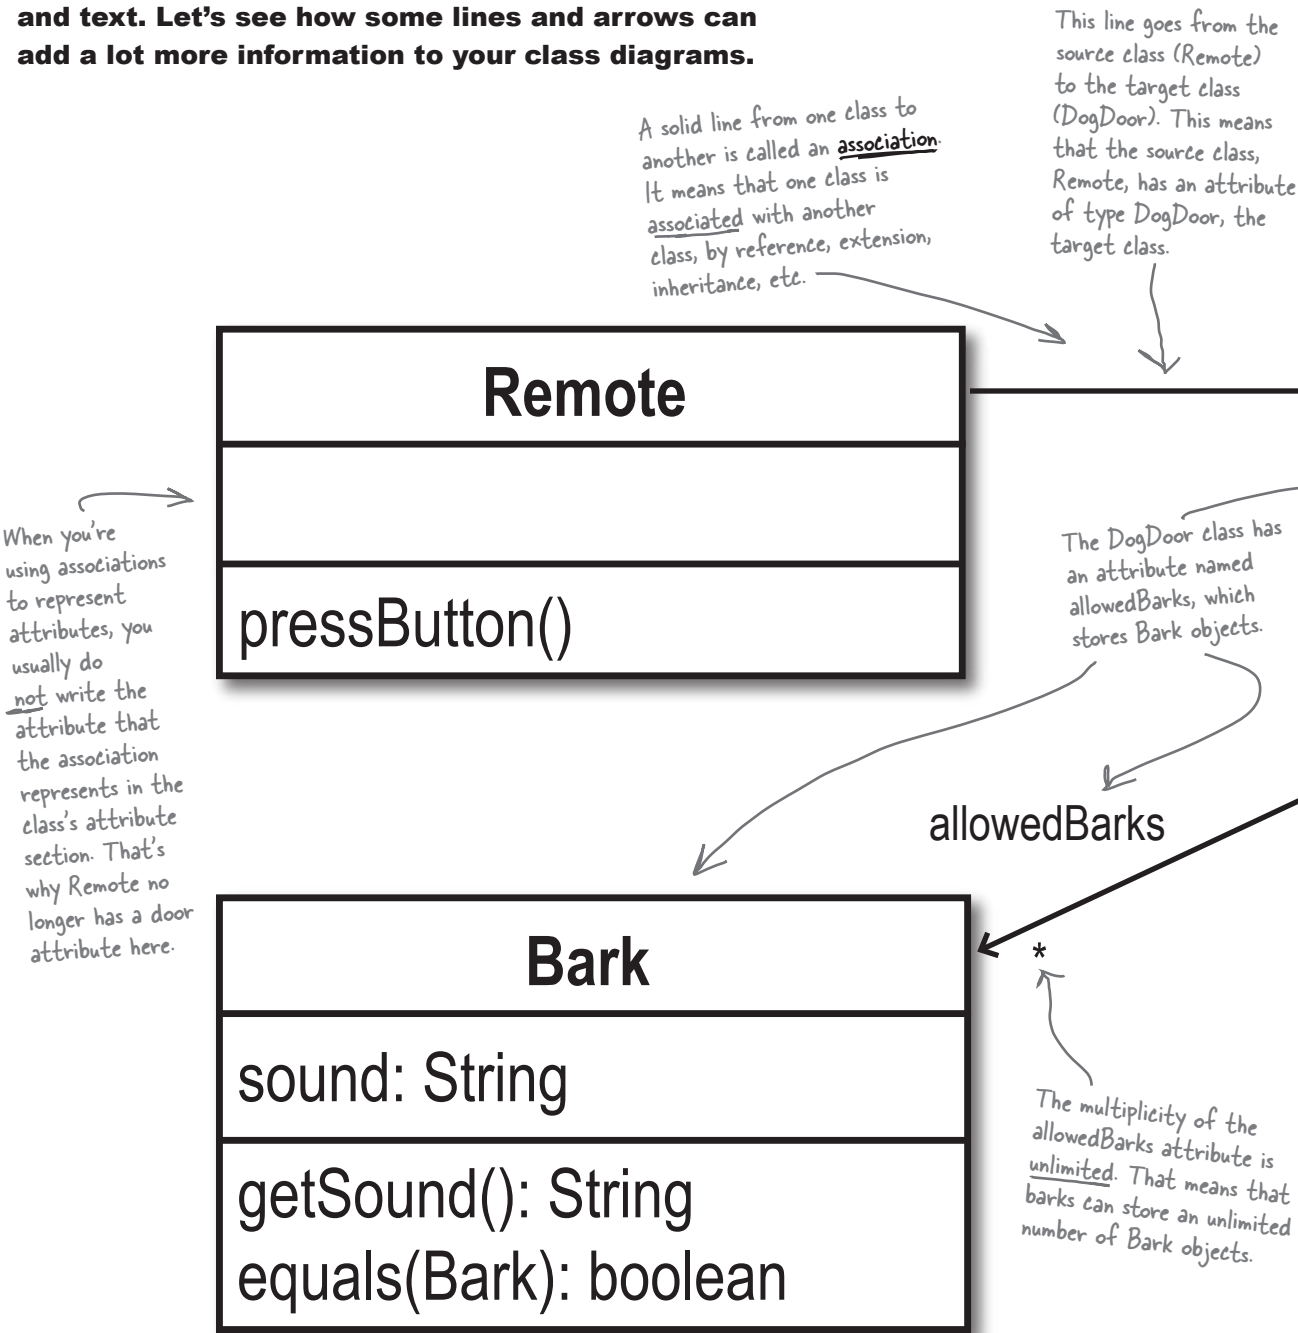 and text. Let's see how some lines and arrows can
add a lot more information to your class diagrams.
A solid line from one class to
another is called an association.
It means that one class is
associated with another
class, by reference, extension,
inheritance, etc.
This line goes from the
source class (Remote)
to the target class
(DogDoor). This means
that the source class,
Remote, has an attribute
of type DogDoor, the
target class.
Remote
pressButton()
When you're
using associations
to represent
attributes, you
usually do
not write the
attribute that
the association
represents in the
class's attribute
section. That's
why Remote no
longer has a door
attribute here.
The DogDoor class has
an attribute named
allowedBarks, which
stores Bark objects.
allowedBarks
*
Bark
sound: String
getSound(): String
equals(Bark): boolean
The multiplicity of the
allowedBarks attribute is
unlimited. That means that
barks can store an unlimited
number of Bark objects.